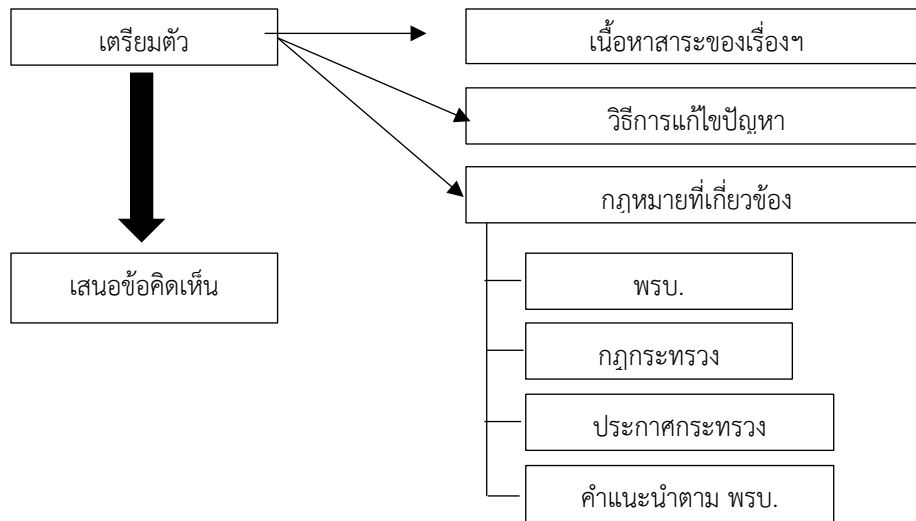 เตรียมตัว
เนื้อหาสาระของเรื่องฯ
วิธีการแก้ไขปัญหา
กฎหมายที่เกี่ยวข้อง
เสนอข้อคิดเห็น
พรบ.
กฎกระทรวง
ประกาศกระทรวง
คำแนะนำตาม พรบ.